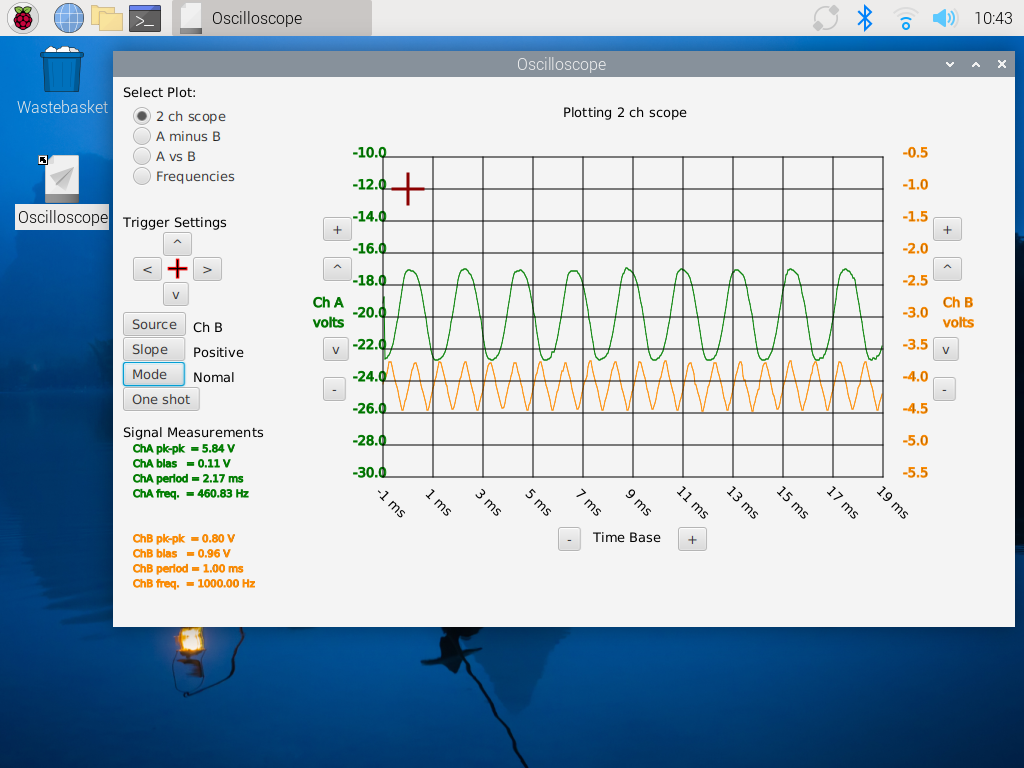 Oscilloscope
10:43
Wastebasket
Oscilloscope
Oscilloscope
Select Plot:
2 ch scope
A minus B
A vs B
Frequencies
Trigger Settings
^
< >
v
Source Ch B
Slope Positive
Mode Nomal
One shot
Signal Measurements
ChA pk-pk = 5.84 V
ChA bias = 0.11 V
ChA period = 2.17 ms
ChA freq. = 460.83 Hz
ChB pk-pk = 0.80 V
ChB bias = 0.96 V
ChB period = 1.00 ms
ChB freq. = 1000.00 Hz
Plotting 2 ch scope
+
^
Ch A
volts
v
-
-10.0
-12.0
-14.0
-16.0
-18.0
-20.0
-22.0
-24.0
-26.0
-28.0
-30.0
-0.5
-1.0
-1.5
-2.0
-2.5
-3.0
-3.5
-4.0
-4.5
-5.0
-5.5
+
^
Ch B
volts
v
-
-1 ms
1 ms
3 ms
5 ms
7 ms
9 ms
11 ms
13 ms
15 ms
17 ms
19 ms
- Time Base +